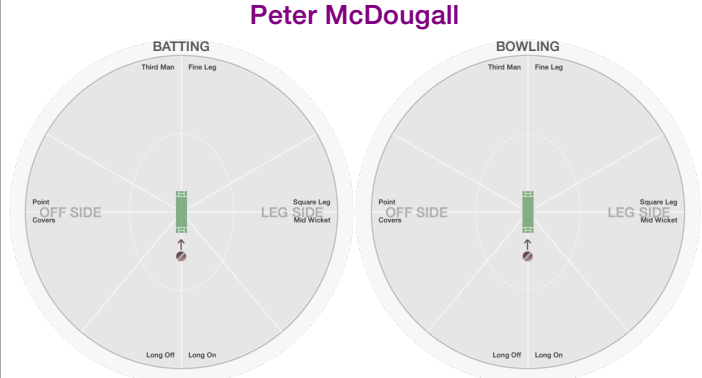 Peter McDougall
BATTING
Third Man Fine Leg
Point
OFF SIDE
Covers
Square Leg
LEG SIDE
Mid Wicket
Long Off Long On
BOWLING
Third Man Fine Leg
Point
OFF SIDE
Covers
Square Leg
LEG SIDE
Mid Wicket
Long Off Long On